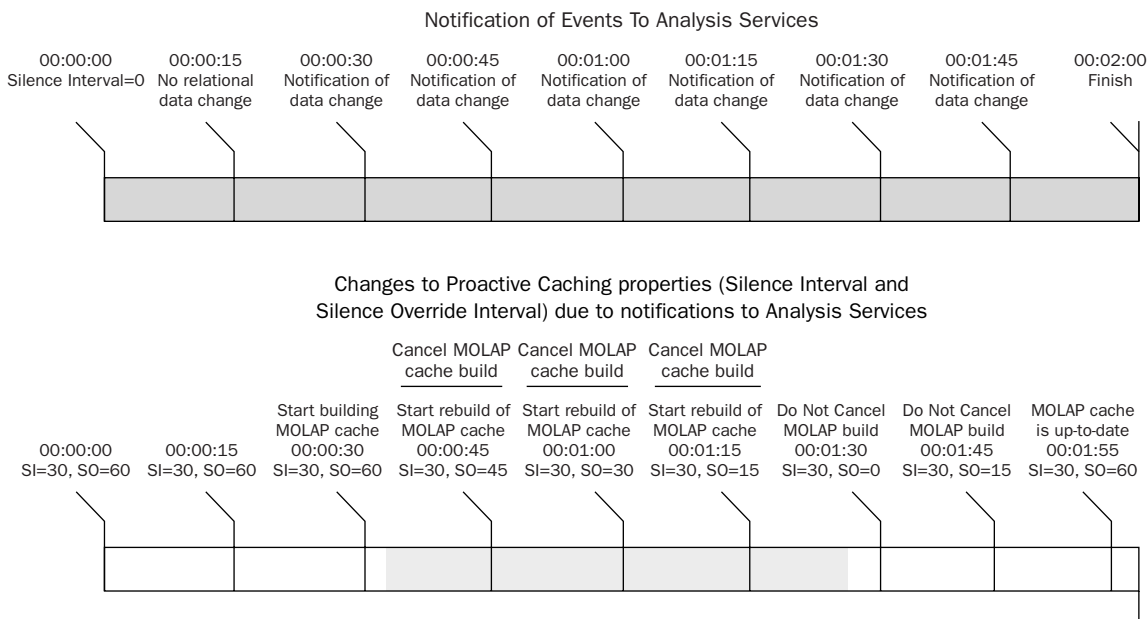 Notification of Events To Analysis Services
00:00:00
Silence Interval=0
00:00:15
No relational
data change
00:00:30
Notification of
data change
00:00:45
Notification of
data change
00:01:00
Notification of
data change
00:01:15
Notification of
data change
00:01:30
Notification of
data change
00:01:45
Notification of
data change
00:02:00
Finish
Changes to Proactive Caching properties (Silence Interval and
Silence Override Interval) due to notifications to Analysis Services
00:00:00
SI=30, SO=60
00:00:15
SI=30, SO=60
Start building
MOLAP cache
00:00:30
SI=30, SO=60
Cancel MOLAP
cache build
Start rebuild of
MOLAP cache
00:00:45
SI=30, SO=45
Cancel MOLAP
cache build
Start rebuild of
MOLAP cache
00:01:00
SI=30, SO=30
Cancel MOLAP
cache build
Start rebuild of
MOLAP cache
00:01:15
SI=30, SO=15
Do Not Cancel
MOLAP build
00:01:30
SI=30, SO=0
Do Not Cancel
MOLAP build
00:01:45
SI=30, SO=15
MOLAP cache
is up-to-date
00:01:55
SI=30, SO=60